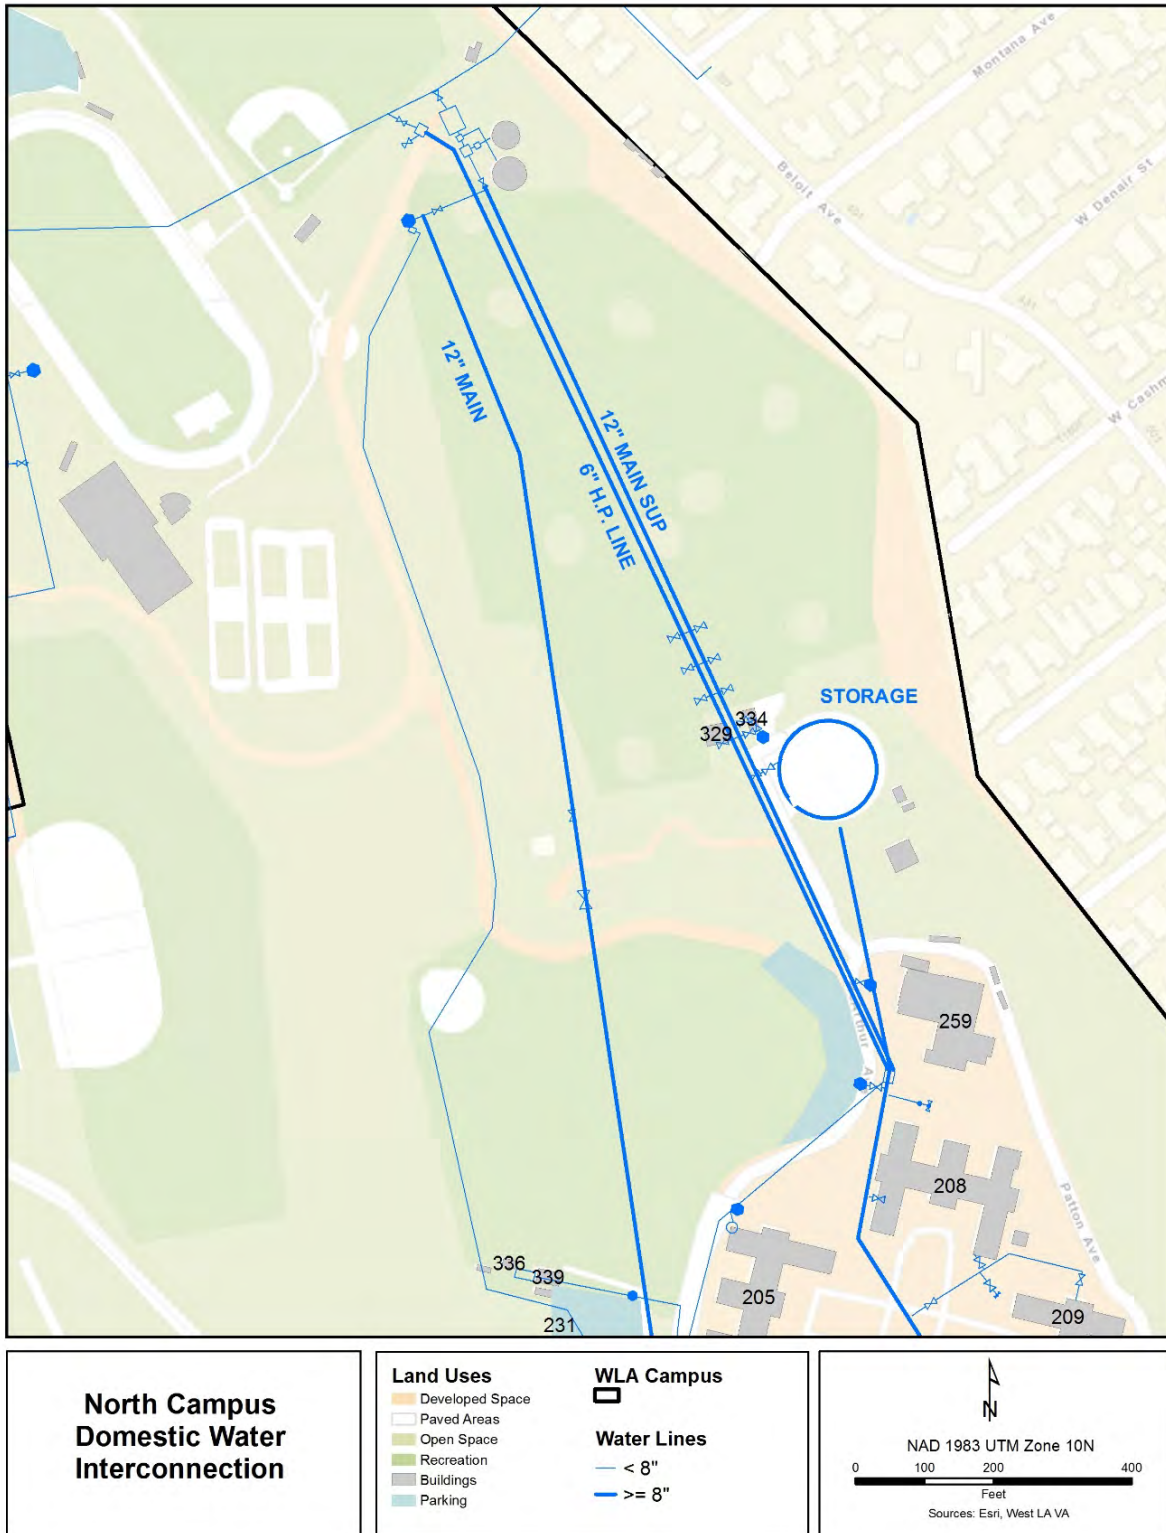 Montana Ave
Beloit Ave
W Denair St
W Cashm
12" MAIN
12" MAIN SUP
6" H.P. LINE
STORAGE
334
329
Arthur A
259
208
Patton Ave
336
339
205
209
231
North Campus
Domestic Water
Interconnection
Land Uses
Developed Space
Paved Areas
Open Space
Recreation
Buildings
Parking
WLA Campus
Water Lines
< 8"
>= 8"
N
NAD 1983 UTM Zone 10N
0 100 200 400
Feet
Sources: Esri, West LA VA